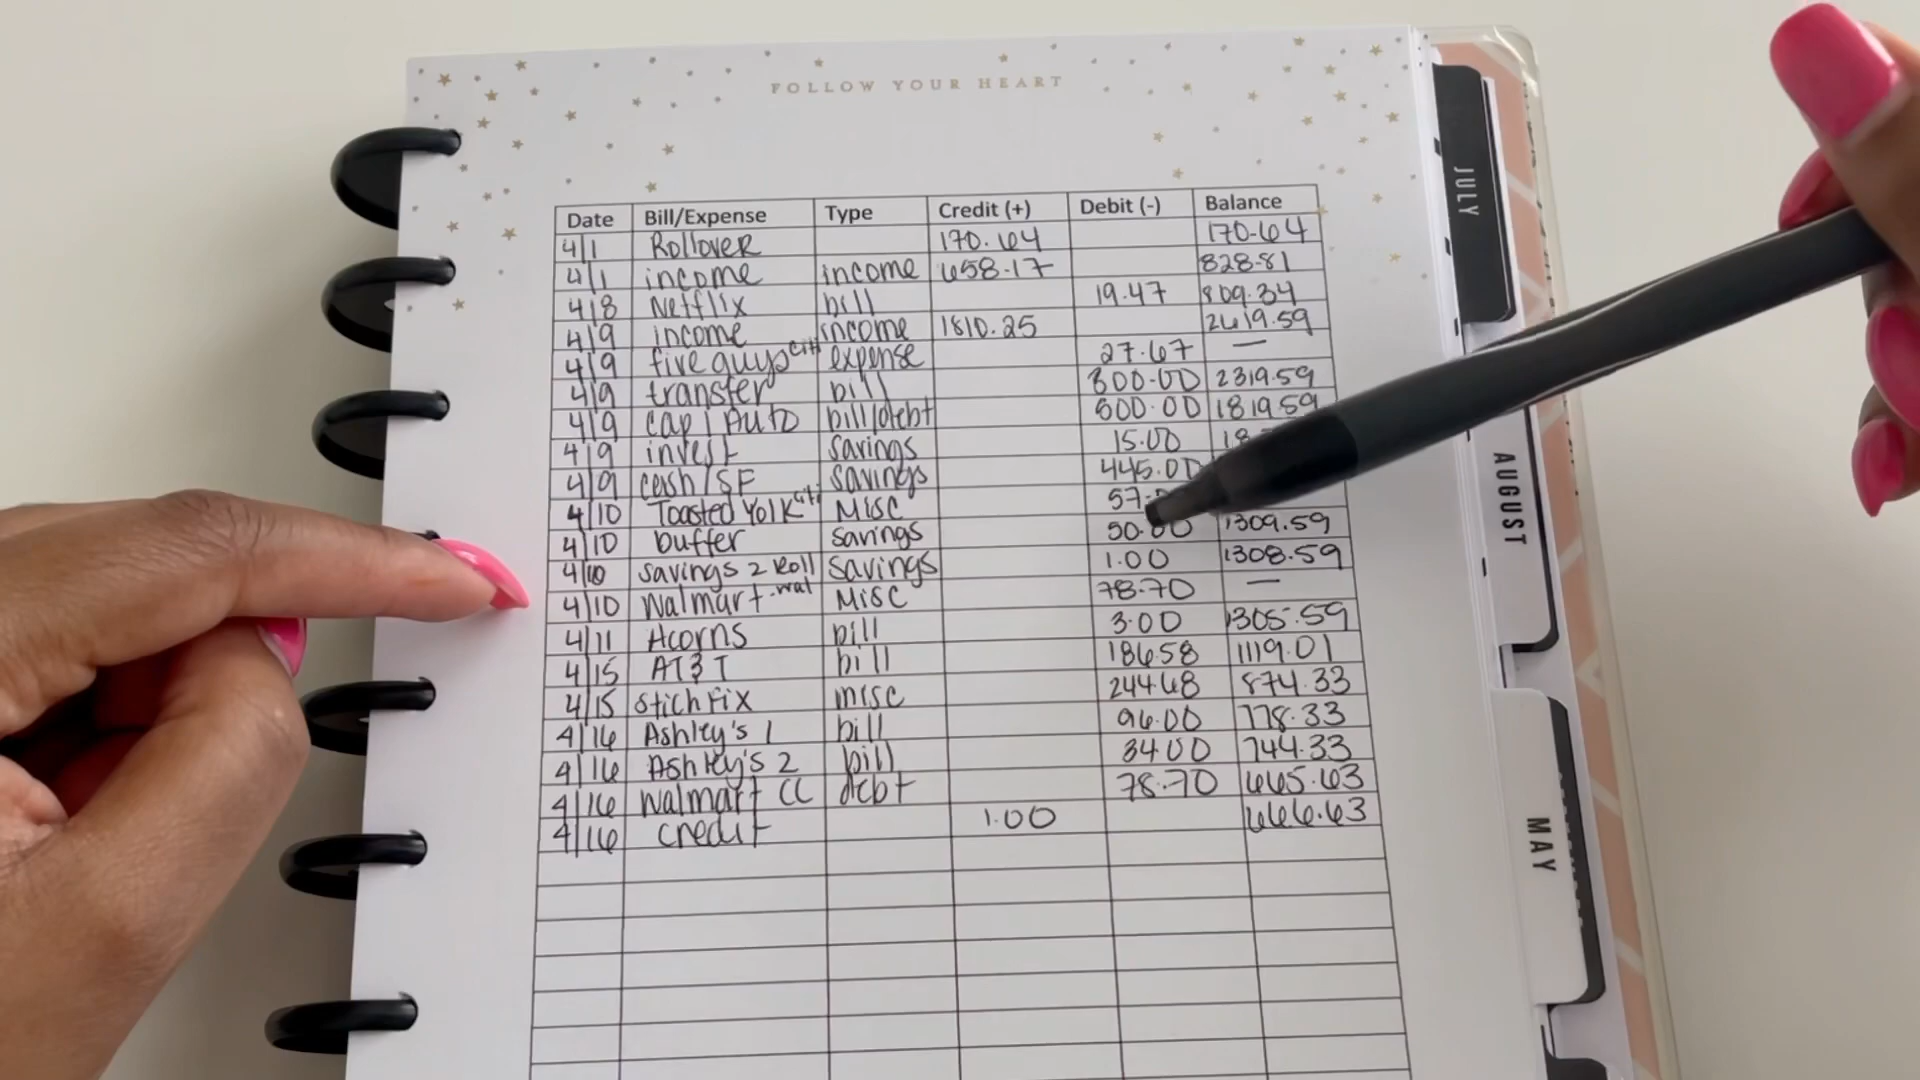 FOLLOW YOUR HEART
Date Bill/Expense Type Credit (+) Debit (-) Balance
4/1 Rollover 170.64 170.64
4/1 income income 658.17 828.81
4/8 Netflix bill 19.47 809.34
4/9 income income 1810.25 2619.59
4/9 five guys citi expense 27.67 —
4/9 transfer bill 300.00 2319.59
4/9 cap 1 Auto bill/debt 500.00 1819.59
4/9 invest savings 15.00 18
4/9 cash/SF savings 445.00
4/10 Toasted Yolk citi Misc 57.
4/10 buffer savings 50.00 1309.59
4/10 savings 2 Roll savings 1.00 1308.59
4/10 Walmart-wal Misc 78.70 —
4/11 Acorns bill 3.00 1305.59
4/15 AT&T bill 186.58 1119.01
4/15 stich Fix misc 244.68 874.33
4/16 Ashley's 1 bill 96.00 778.33
4/16 Ashley's 2 bill 34.00 744.33
4/16 Walmart CC debt 78.70 665.63
4/16 credit 1.00 666.63
JULY
AUGUST
MAY